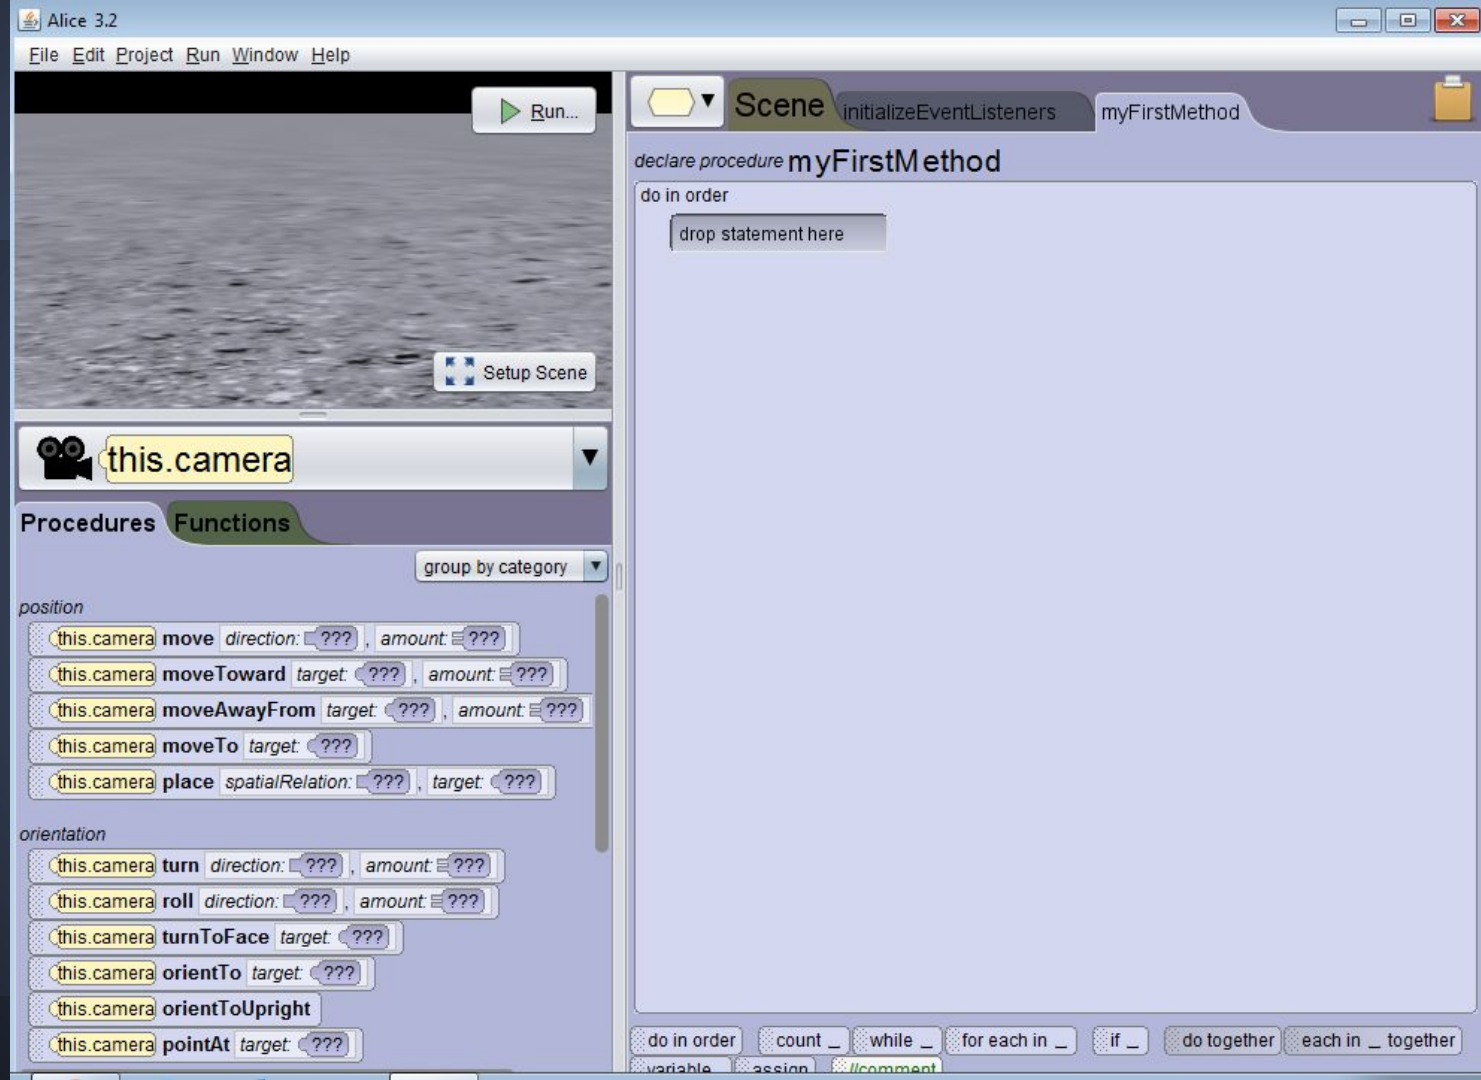 Alice 3.2
File Edit Project Run Window Help
Run...
Setup Scene
this.camera
Procedures Functions
group by category
position
this.camera move direction: ??? , amount: ???
this.camera moveToward target: ??? , amount: ???
this.camera moveAwayFrom target: ??? , amount: ???
this.camera moveTo target: ???
this.camera place spatialRelation: ??? , target: ???
orientation
this.camera turn direction: ??? , amount: ???
this.camera roll direction: ??? , amount: ???
this.camera turnToFace target: ???
this.camera orientTo target: ???
this.camera orientToUpright
this.camera pointAt target: ???
Scene initializeEventListeners myFirstMethod
declare procedure myFirstMethod
do in order
drop statement here
do in order count _ while _ for each in _ if _ do together each in _ together
variable assign //comment